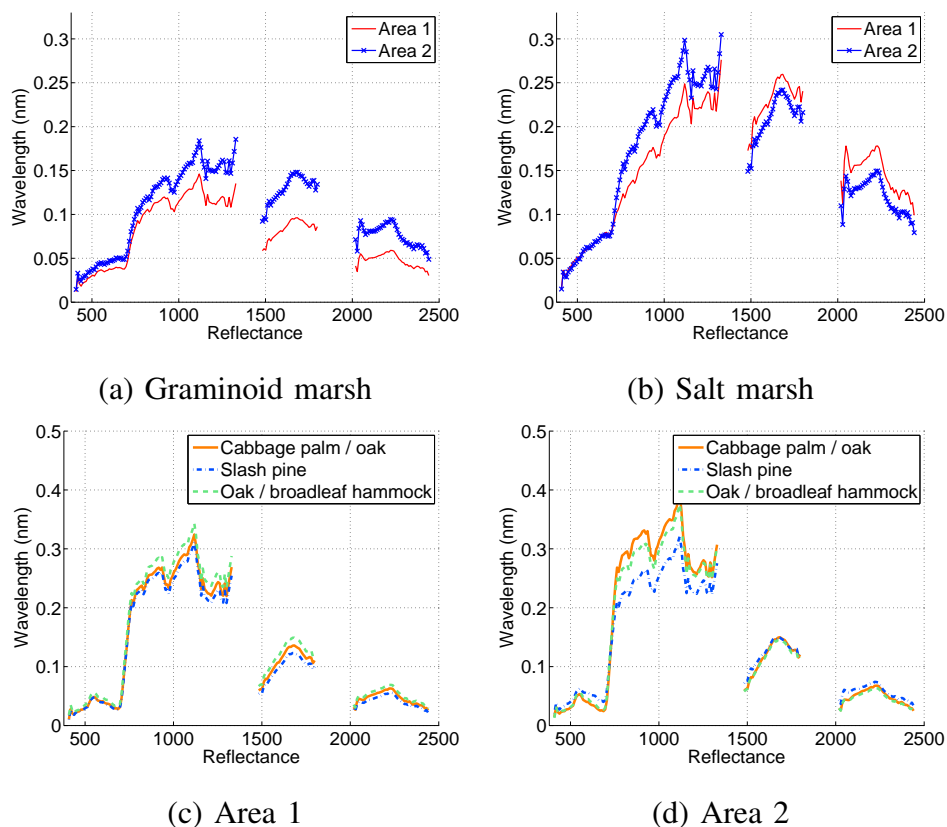 Area 1
Area 2
0.3
0.25
0.2
0.15
0.1
0.05
0
Wavelength (nm)
500 1000 1500 2000 2500
Reflectance
(a) Graminoid marsh
Area 1
Area 2
0.3
0.25
0.2
0.15
0.1
0.05
0
Wavelength (nm)
500 1000 1500 2000 2500
Reflectance
(b) Salt marsh
0.5
0.4
0.3
0.2
0.1
0
Wavelength (nm)
Cabbage palm / oak
Slash pine
Oak / broadleaf hammock
500 1000 1500 2000 2500
Reflectance
(c) Area 1
0.5
0.4
0.3
0.2
0.1
0
Wavelength (nm)
Cabbage palm / oak
Slash pine
Oak / broadleaf hammock
500 1000 1500 2000 2500
Reflectance
(d) Area 2